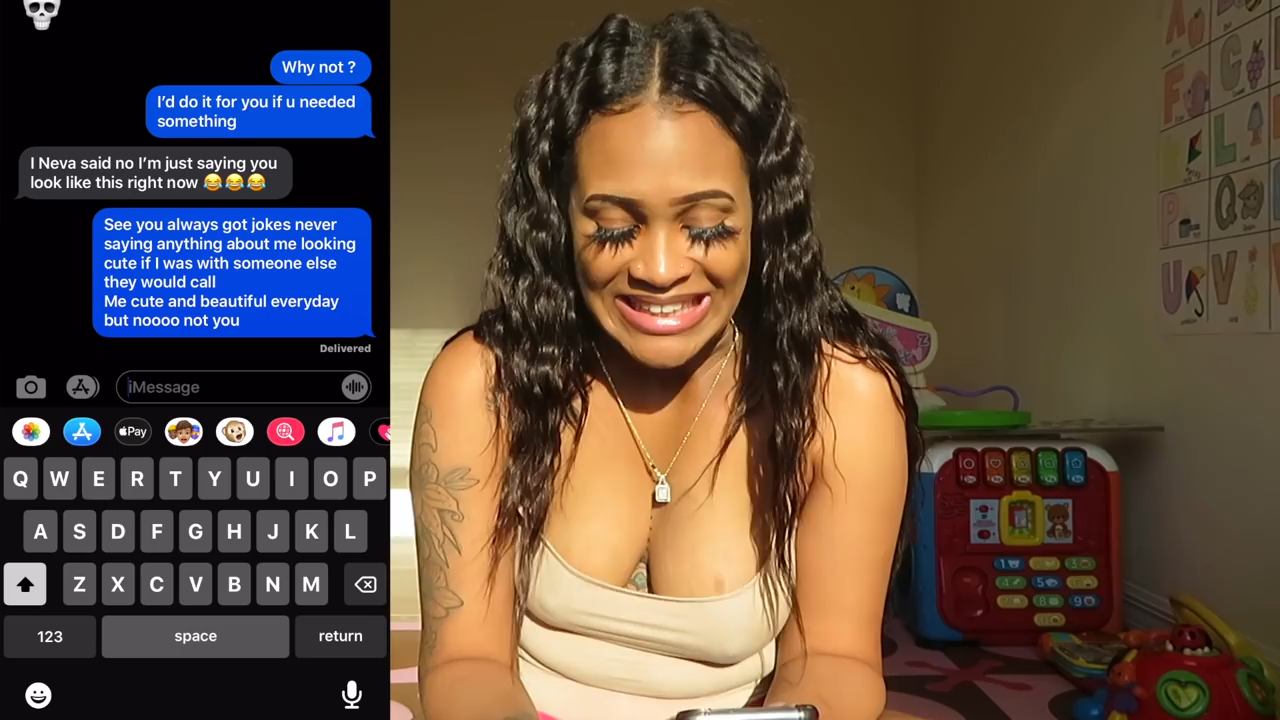 Why not ?
I'd do it for you if u needed
something
I Neva said no I'm just saying you
look like this right now 😂😂😂
See you always got jokes never
saying anything about me looking
cute if I was with someone else
they would call
Me cute and beautiful everyday
but noooo not you
Delivered
iMessage
Pay
Q W E R T Y U I O P
A S D F G H J K L
Z X C V B N M
123 space return
F
L
P Q
U V